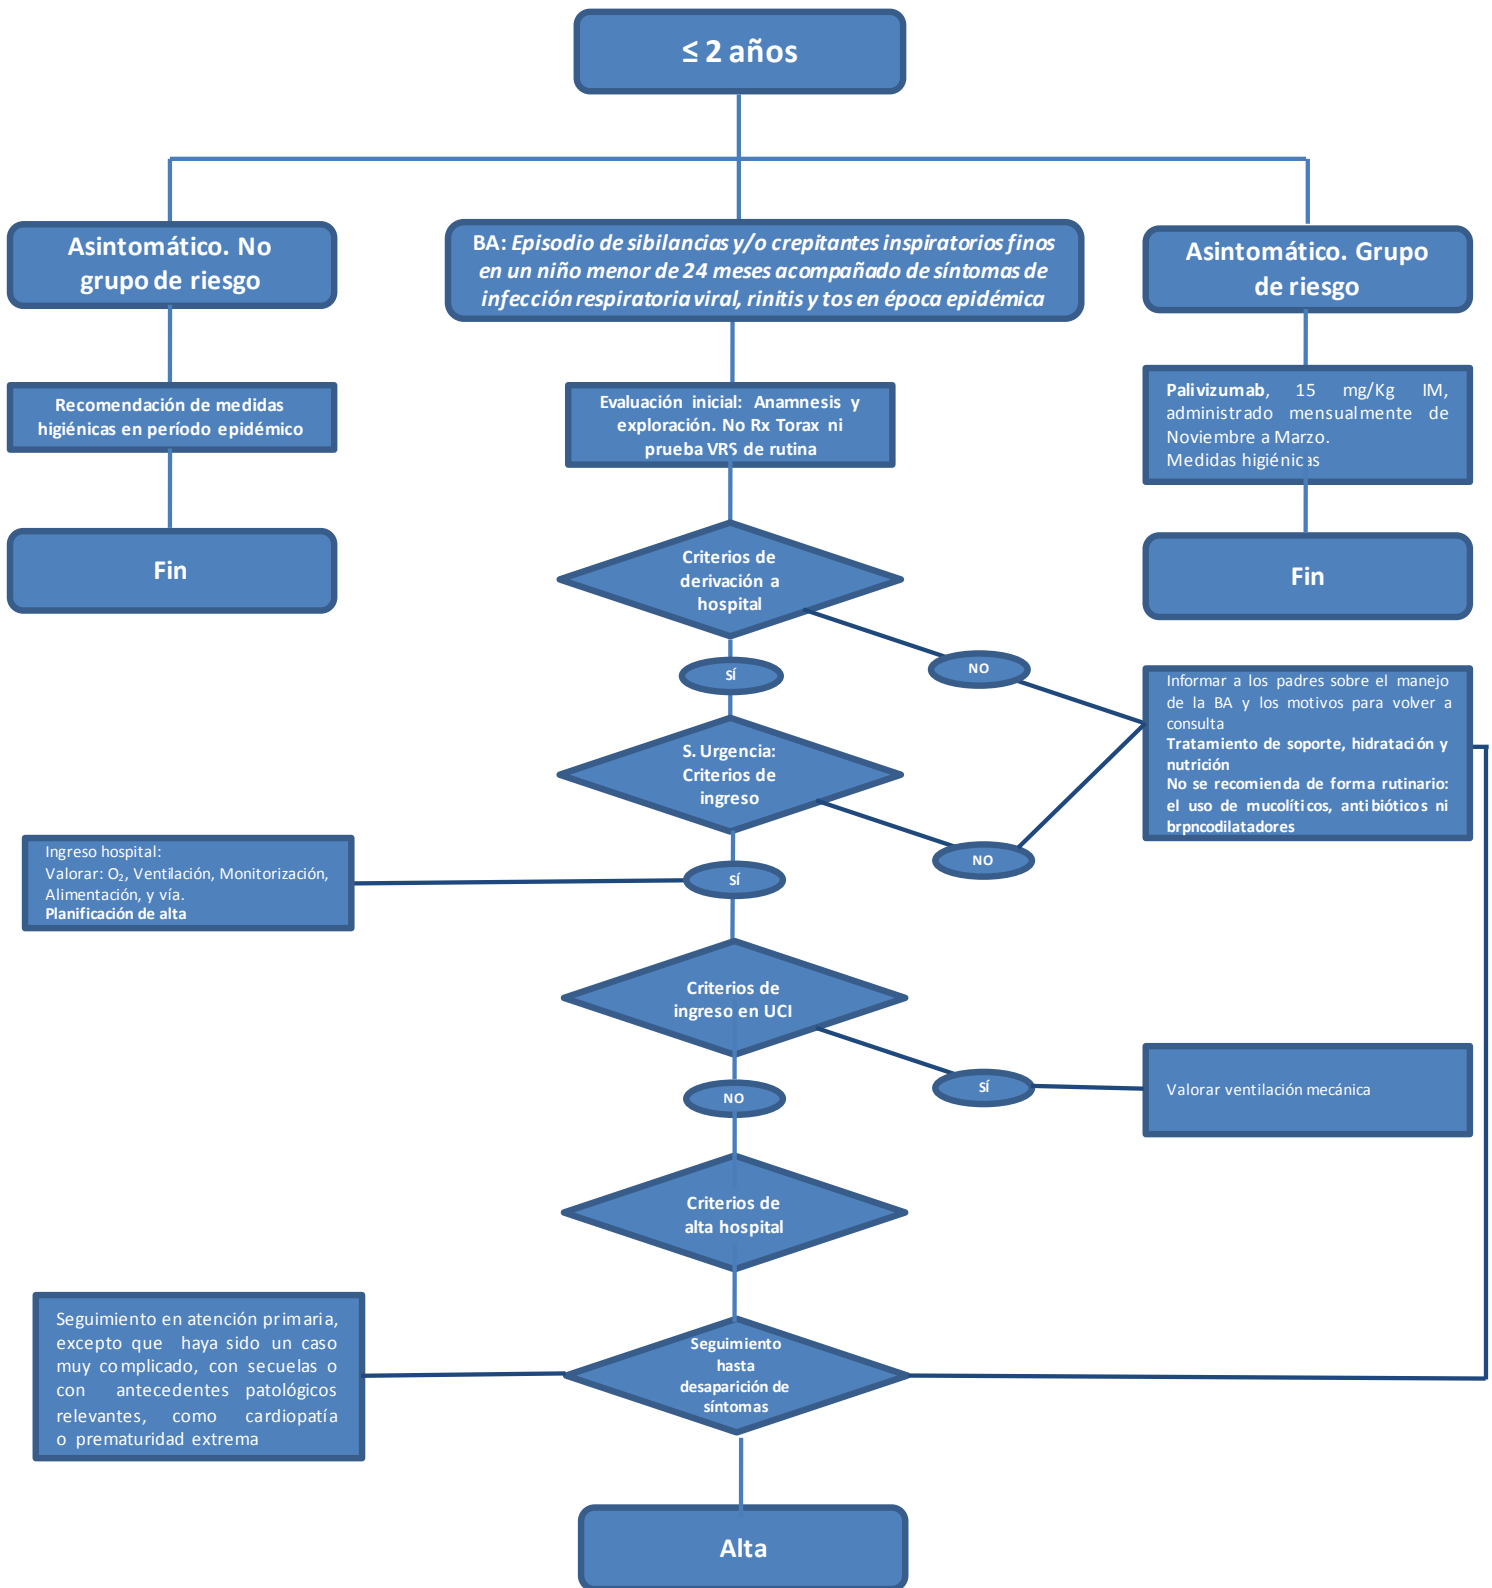 ≤ 2 años
Asintomático. No
grupo de riesgo
BA: Episodio de sibilancias y/o crepitantes inspiratorios finos
en un niño menor de 24 meses acompañado de síntomas de
infección respiratoria viral, rinitis y tos en época epidémica
Asintomático. Grupo
de riesgo
Recomendación de medidas
higiénicas en período epidémico
Evaluación inicial: Anamnesis y
exploración. No Rx Torax ni
prueba VRS de rutina
Palivizumab, 15 mg/Kg IM,
administrado mensualmente de
Noviembre a Marzo.
Medidas higiénicas
Fin
Criterios de
derivación a
hospital
Fin
SÍ
NO
Informar a los padres sobre el manejo
de la BA y los motivos para volver a
consulta
Tratamiento de soporte, hidratación y
nutrición
No se recomienda de forma rutinario:
el uso de mucolíticos, antibióticos ni
brpncodilatadores
S. Urgencia:
Criterios de
ingreso
NO
Ingreso hospital:
Valorar: O₂, Ventilación, Monitorización,
Alimentación, y vía.
Planificación de alta
SÍ
Criterios de
ingreso en UCI
SÍ
Valorar ventilación mecánica
NO
Criterios de
alta hospital
Seguimiento en atención primaria,
excepto que haya sido un caso
muy complicado, con secuelas o
con antecedentes patológicos
relevantes, como cardiopatía
o prematuridad extrema
Seguimiento
hasta
desaparición de
síntomas
Alta